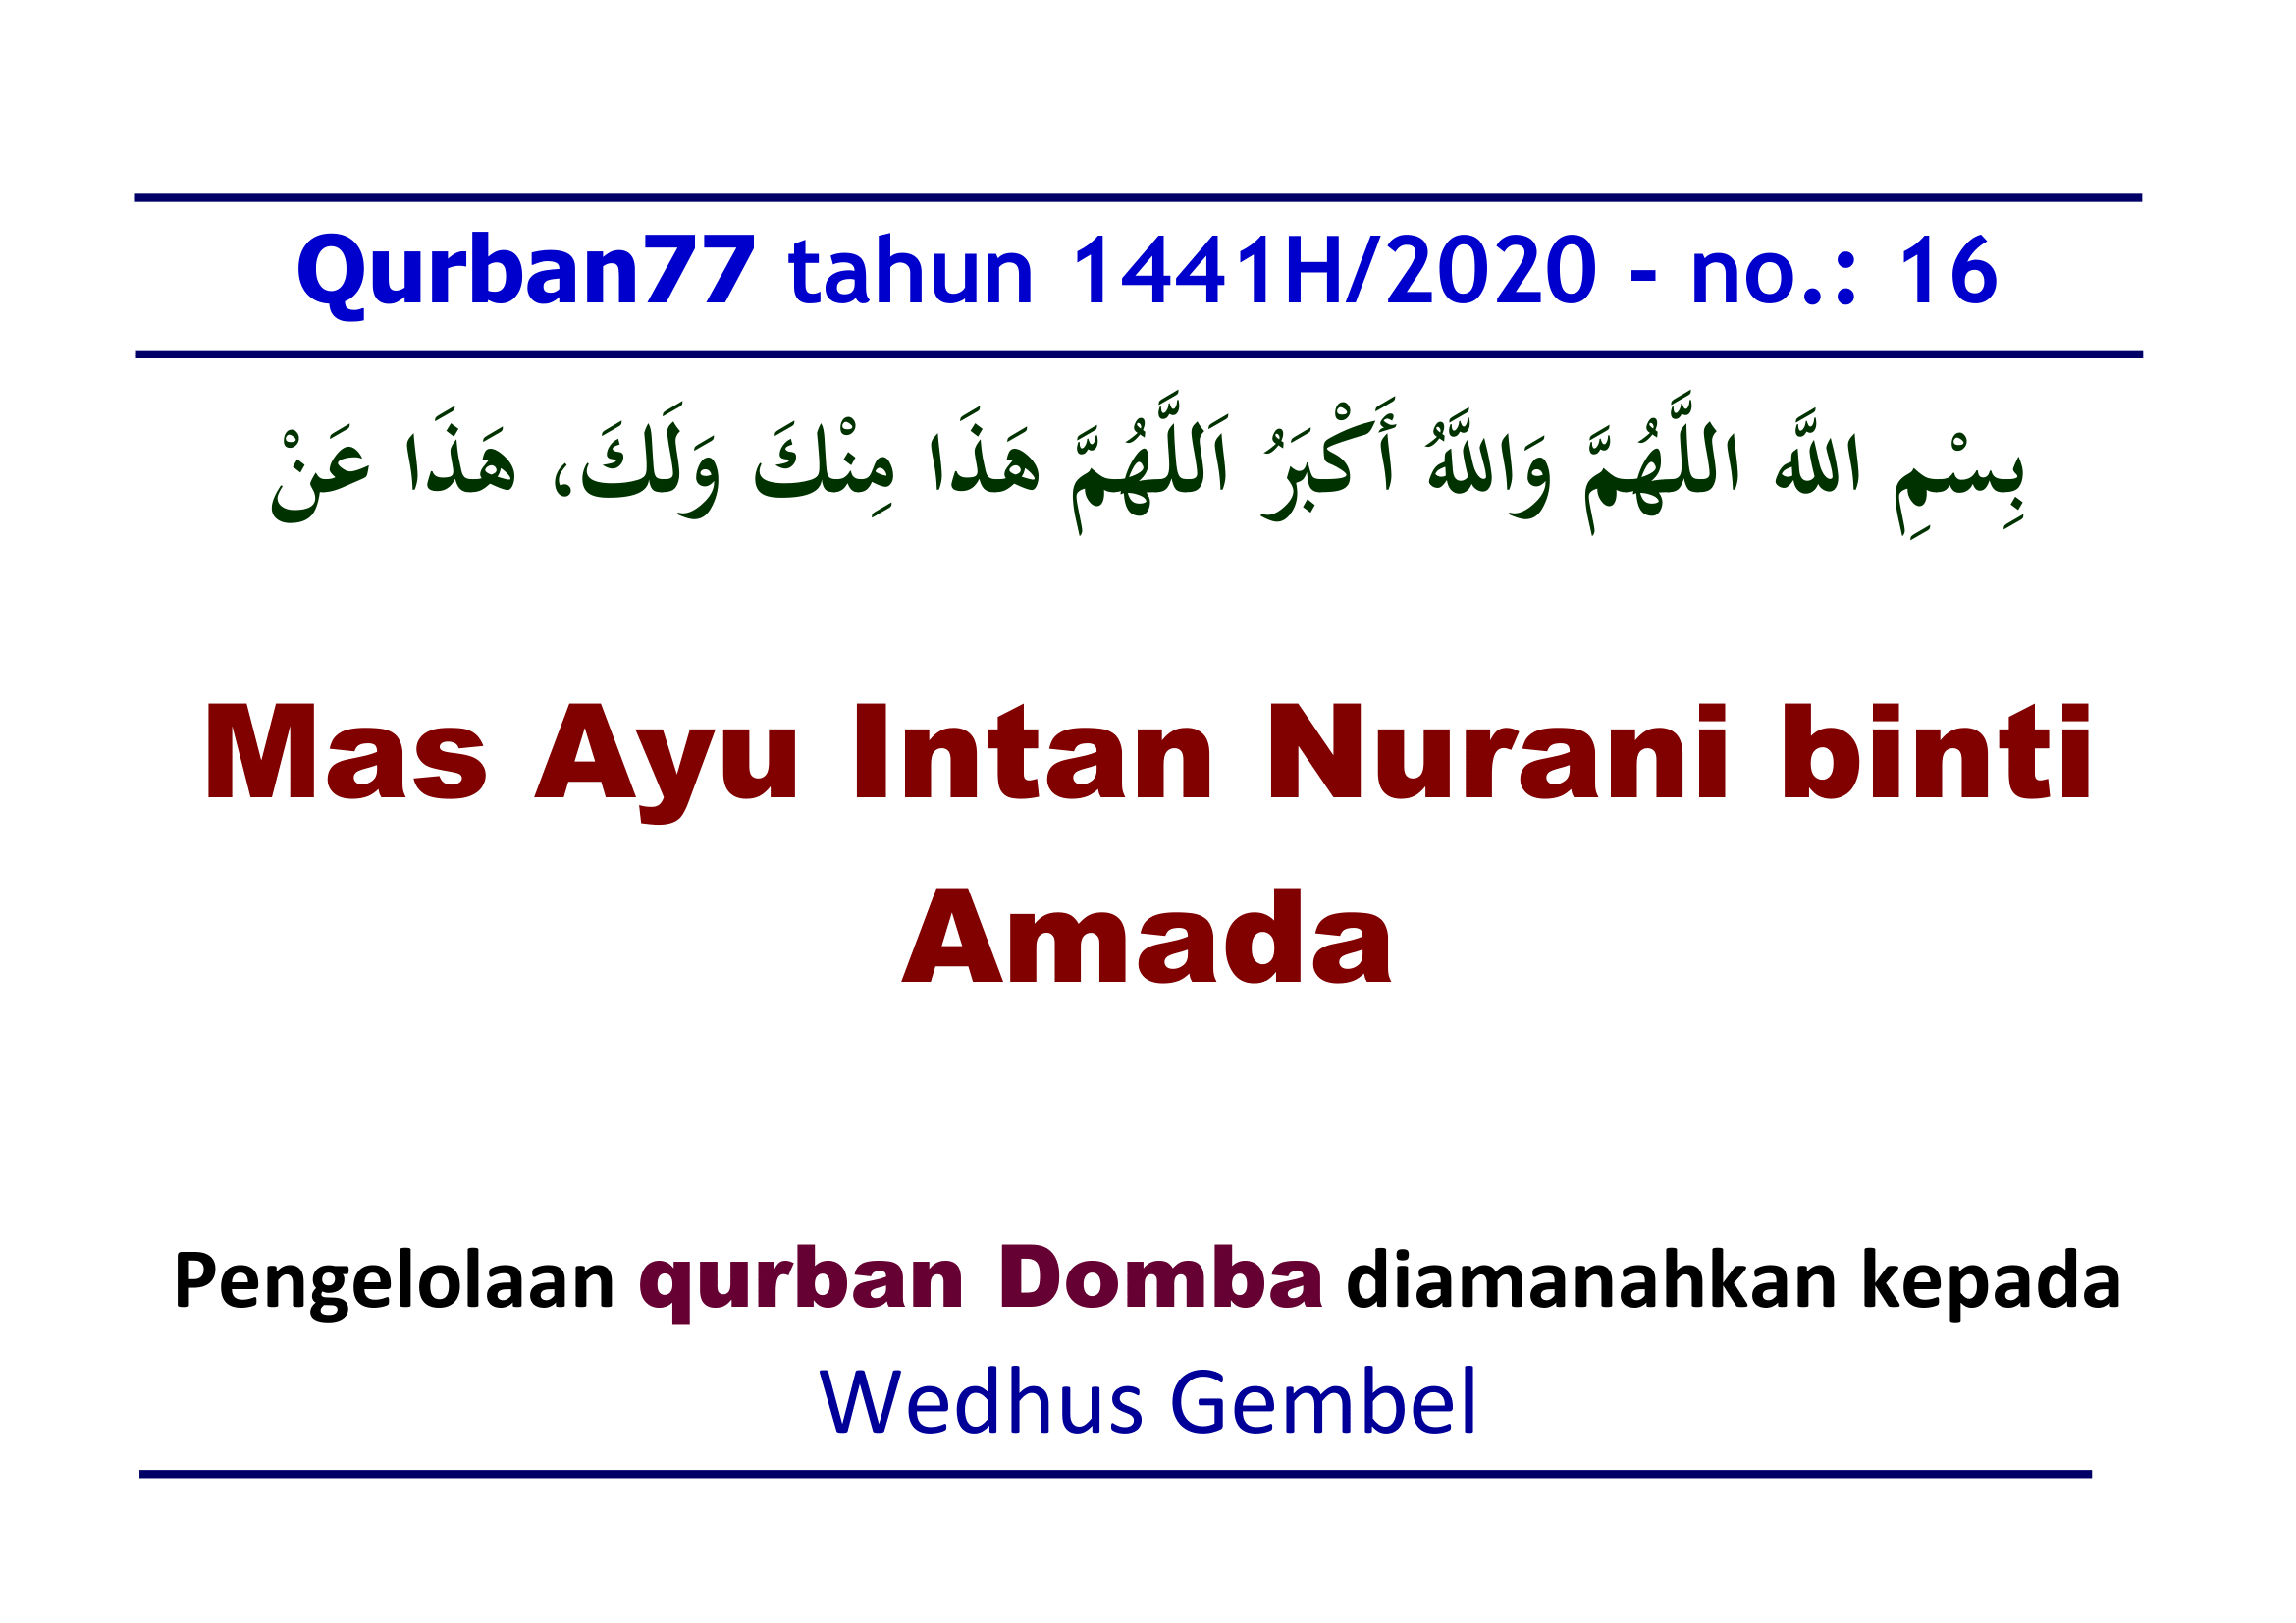 Qurban77 tahun 1441H/2020 - no.: 16
بِسْمِ اللَّه اَللَّهُمَّ وَاللَّهُ أَكْبَرُ اَللَّهُمَّ هَذَا مِنْكَ وَلَكَ، هَذَا عَنْ
Mas Ayu Intan Nurani binti
Amada
Pengelolaan qurban Domba diamanahkan kepada
Wedhus Gembel